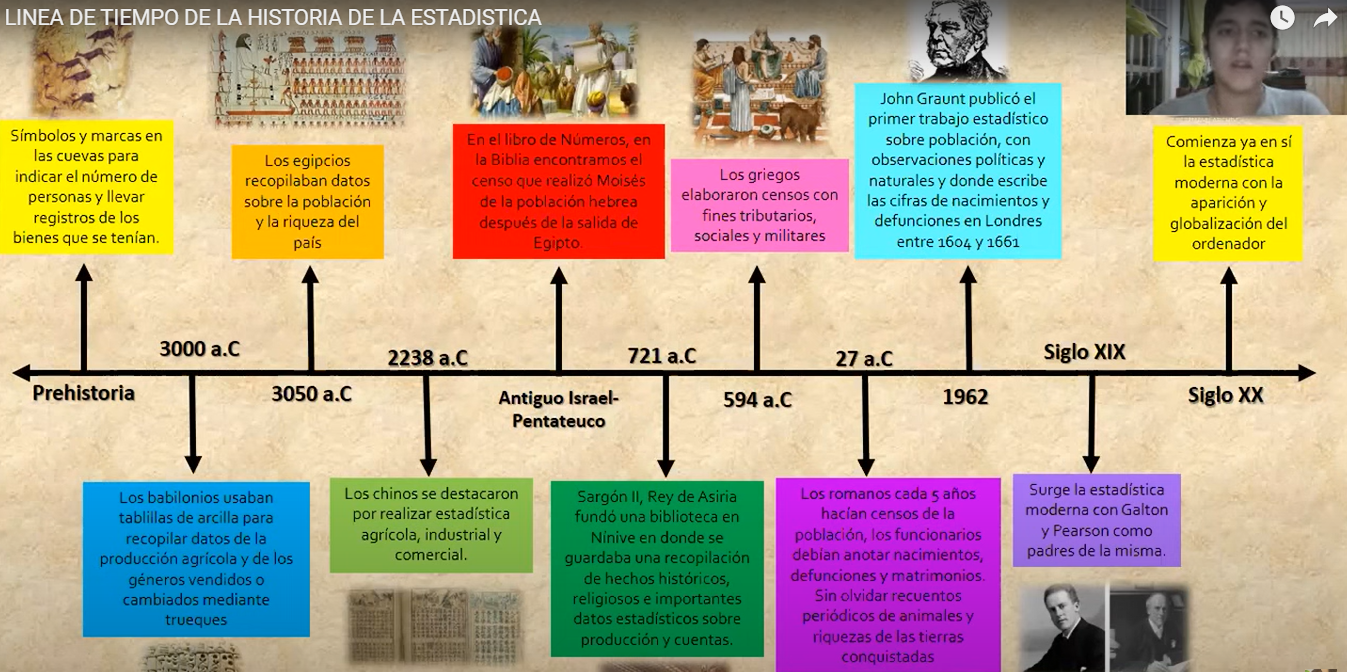 LINEA DE TIEMPO DE LA HISTORIA DE LA ESTADISTICA
Símbolos y marcas en
las cuevas para
indicar el número de
personas y llevar
registros de los
bienes que se tenían.
Los egipcios
recopilaban datos
sobre la población
y la riqueza del
país
En el libro de Números, en
la Biblia encontramos el
censo que realizó Moisés
de la población hebrea
después de la salida de
Egipto.
Los griegos
elaboraron censos con
fines tributarios,
sociales y militares
John Graunt publicó el
primer trabajo estadístico
sobre población, con
observaciones políticas y
naturales y donde escribe
las cifras de nacimientos y
defunciones en Londres
entre 1604 y 1661
Comienza ya en sí
la estadística
moderna con la
aparición y
globalización del
ordenador
Prehistoria
3000 a.C
3050 a.C
2238 a.C
Antiguo Israel-
Pentateuco
721 a.C
594 a.C
27 a.C
1962
Siglo XIX
Siglo XX
Los babilonios usaban
tablillas de arcilla para
recopilar datos de la
producción agrícola y de los
géneros vendidos o
cambiados mediante
trueques
Los chinos se destacaron
por realizar estadística
agrícola, industrial y
comercial.
Sargón II, Rey de Asiria
fundó una biblioteca en
Nínive en donde se
guardaba una recopilación
de hechos históricos,
religiosos e importantes
datos estadísticos sobre
producción y cuentas.
Los romanos cada 5 años
hacían censos de la
población, los funcionarios
debían anotar nacimientos,
defunciones y matrimonios.
Sin olvidar recuentos
periódicos de animales y
riquezas de las tierras
conquistadas
Surge la estadística
moderna con Galton
y Pearson como
padres de la misma.